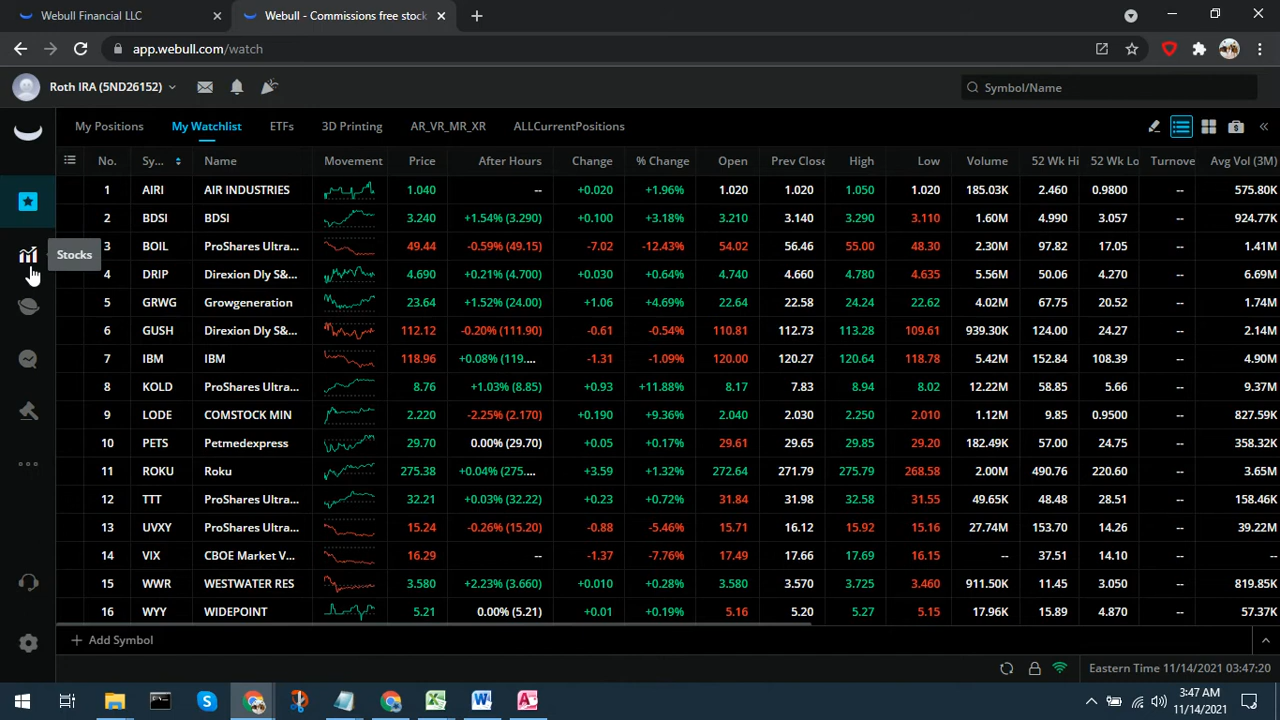 Webull Financial LLC
Webull - Commissions free stock
app.webull.com/watch
Roth IRA (5ND26152)
Symbol/Name
My Positions My Watchlist ETFs 3D Printing AR_VR_MR_XR ALLCurrentPositions
No. Sy... Name Movement Price After Hours Change % Change Open Prev Close High Low Volume 52 Wk Hi 52 Wk Lo Turnove Avg Vol (3M)
1 AIRI AIR INDUSTRIES 1.040 -- +0.020 +1.96% 1.020 1.020 1.050 1.020 185.03K 2.460 0.9800 -- 575.80K
2 BDSI BDSI 3.240 +1.54% (3.290) +0.100 +3.18% 3.210 3.140 3.290 3.110 1.60M 4.990 3.057 -- 924.77K
3 BOIL ProShares Ultra... 49.44 -0.59% (49.15) -7.02 -12.43% 54.02 56.46 55.00 48.30 2.30M 97.82 17.05 -- 1.41M
Stocks
4 DRIP Direxion Dly S&... 4.690 +0.21% (4.700) +0.030 +0.64% 4.740 4.660 4.780 4.635 5.56M 50.06 4.270 -- 6.69M
5 GRWG Growgeneration 23.64 +1.52% (24.00) +1.06 +4.69% 22.64 22.58 24.24 22.62 4.02M 67.75 20.52 -- 1.74M
6 GUSH Direxion Dly S&... 112.12 -0.20% (111.90) -0.61 -0.54% 110.81 112.73 113.28 109.61 939.30K 124.00 24.27 -- 2.14M
7 IBM IBM 118.96 +0.08% (119.... -1.31 -1.09% 120.00 120.27 120.64 118.78 5.42M 152.84 108.39 -- 4.90M
8 KOLD ProShares Ultra... 8.76 +1.03% (8.85) +0.93 +11.88% 8.17 7.83 8.94 8.02 12.22M 58.85 5.66 -- 9.37M
9 LODE COMSTOCK MIN 2.220 -2.25% (2.170) +0.190 +9.36% 2.040 2.030 2.250 2.010 1.12M 9.85 0.9500 -- 827.59K
10 PETS Petmedexpress 29.70 0.00% (29.70) +0.05 +0.17% 29.61 29.65 29.85 29.20 182.49K 57.00 24.75 -- 358.32K
11 ROKU Roku 275.38 +0.04% (275.... +3.59 +1.32% 272.64 271.79 275.79 268.58 2.00M 490.76 220.60 -- 3.65M
12 TTT ProShares Ultra... 32.21 +0.03% (32.22) +0.23 +0.72% 31.84 31.98 32.58 31.55 49.65K 48.48 28.51 -- 158.46K
13 UVXY ProShares Ultra... 15.24 -0.26% (15.20) -0.88 -5.46% 15.71 16.12 15.92 15.16 27.74M 153.70 14.26 -- 39.22M
14 VIX CBOE Market V... 16.29 -- -1.37 -7.76% 17.49 17.66 17.69 16.15 -- 37.51 14.10 -- --
15 WWR WESTWATER RES 3.580 +2.23% (3.660) +0.010 +0.28% 3.580 3.570 3.725 3.460 911.50K 11.45 3.050 -- 819.85K
16 WYY WIDEPOINT 5.21 0.00% (5.21) +0.01 +0.19% 5.16 5.20 5.27 5.15 17.96K 15.89 4.870 -- 57.37K
Add Symbol
Eastern Time 11/14/2021 03:47:20
3:47 AM
11/14/2021